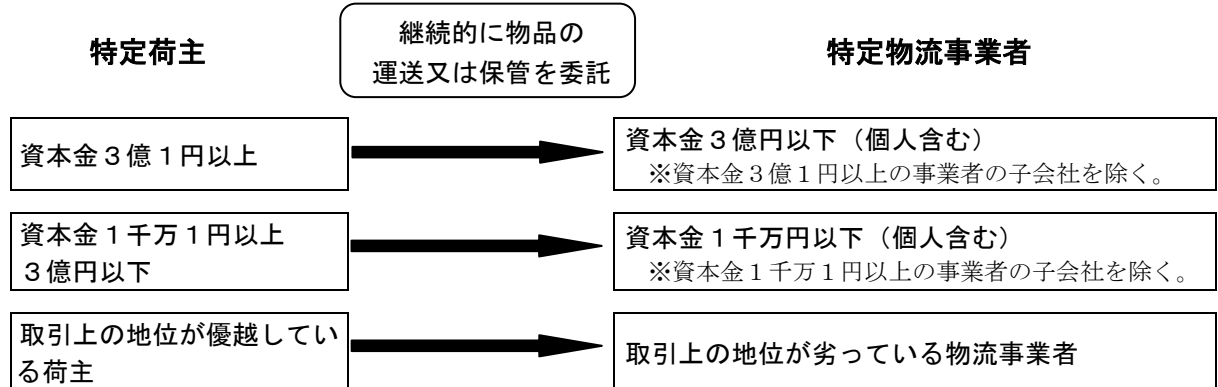 特定荷主
継続的に物品の
運送又は保管を委託
特定物流事業者
資本金３億１円以上
資本金３億円以下（個人含む）
※資本金３億１円以上の事業者の子会社を除く。
資本金１千万１円以上
３億円以下
資本金１千万円以下（個人含む）
※資本金１千万１円以上の事業者の子会社を除く。
取引上の地位が優越してい
る荷主
取引上の地位が劣っている物流事業者